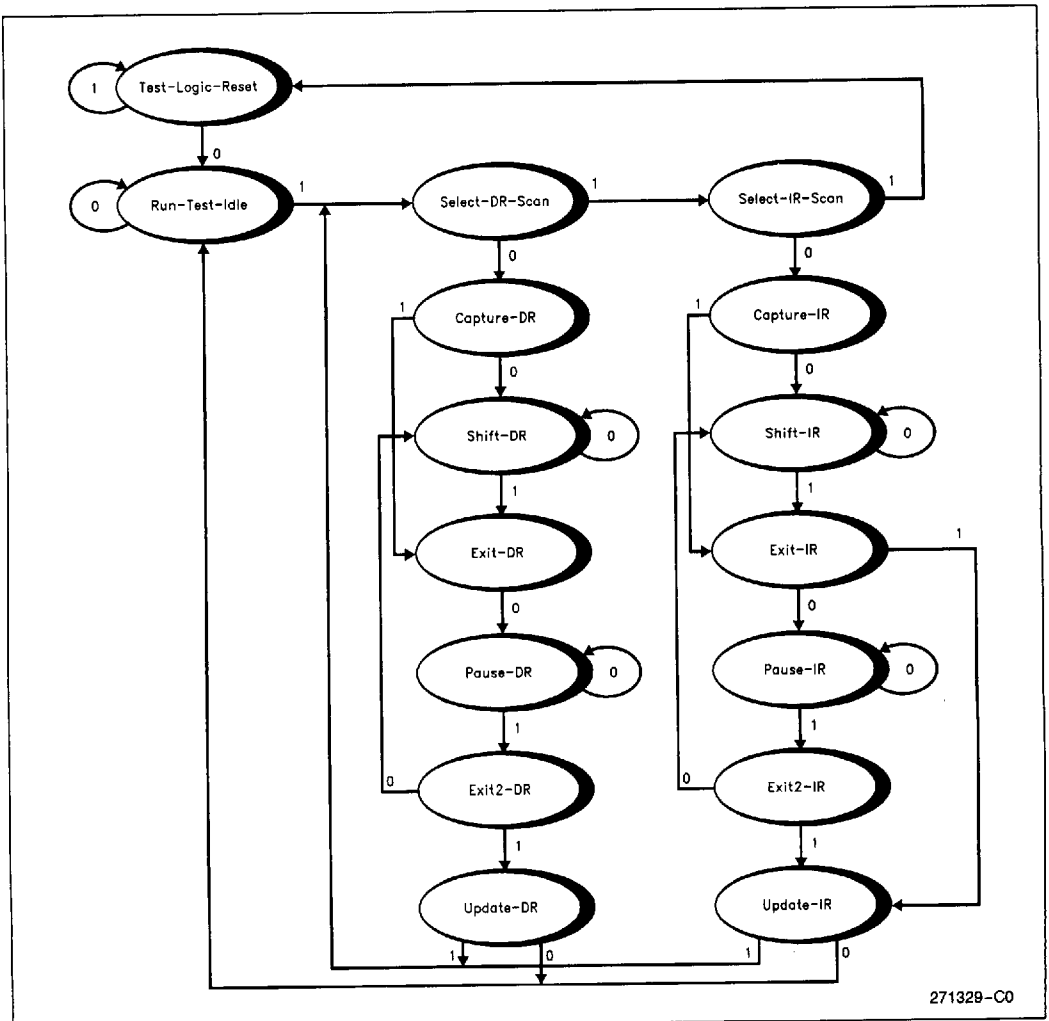 Test-Logic-Reset
1
0
Run-Test-Idle
0
1
Select-DR-Scan
1
Select-IR-Scan
1
0
0
Capture-DR
1
0
Capture-IR
1
0
Shift-DR
0
1
Shift-IR
0
1
Exit-DR
0
Exit-IR
1
0
Pause-DR
0
1
Pause-IR
0
1
Exit2-DR
0
1
Exit2-IR
0
1
Update-DR
1
0
Update-IR
1
0
271329-C0